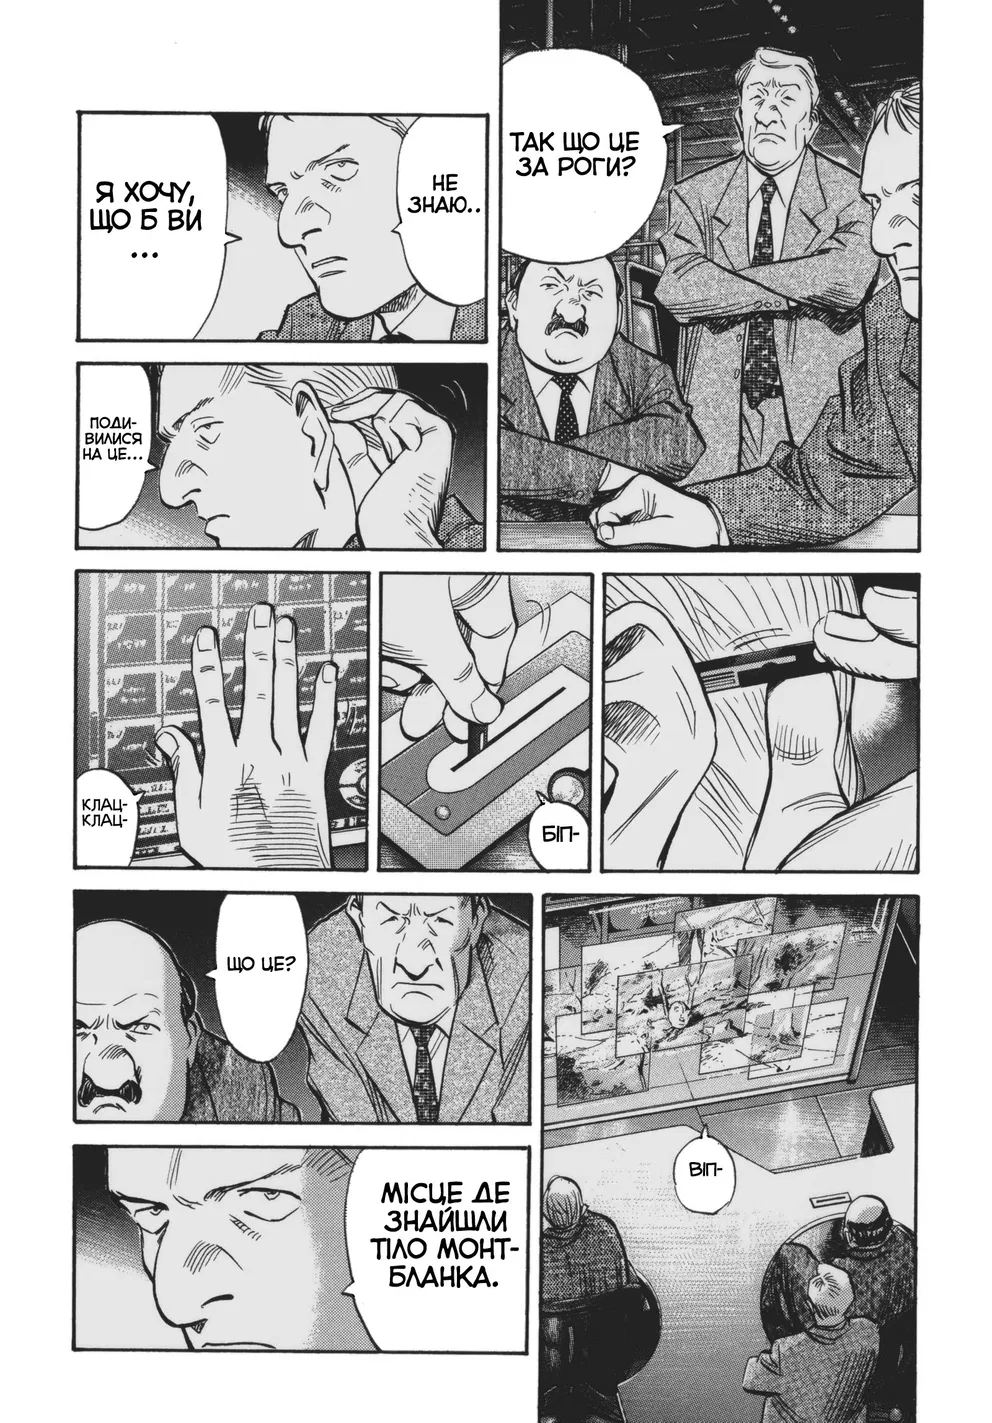 ТАК ЩО ЦЕ
ЗА РОГИ?
НЕ
ЗНАЮ..
Я ХОЧУ,
ЩО Б ВИ
...
ПОДИ-
ВИЛИСЯ
НА ЦЕ...
БІП-
КЛАЦ-
КЛАЦ-
ВІП-
ЩО ЦЕ?
МІСЦЕ ДЕ
ЗНАЙШЛИ
ТІЛО МОНТ-
БЛАНКА.